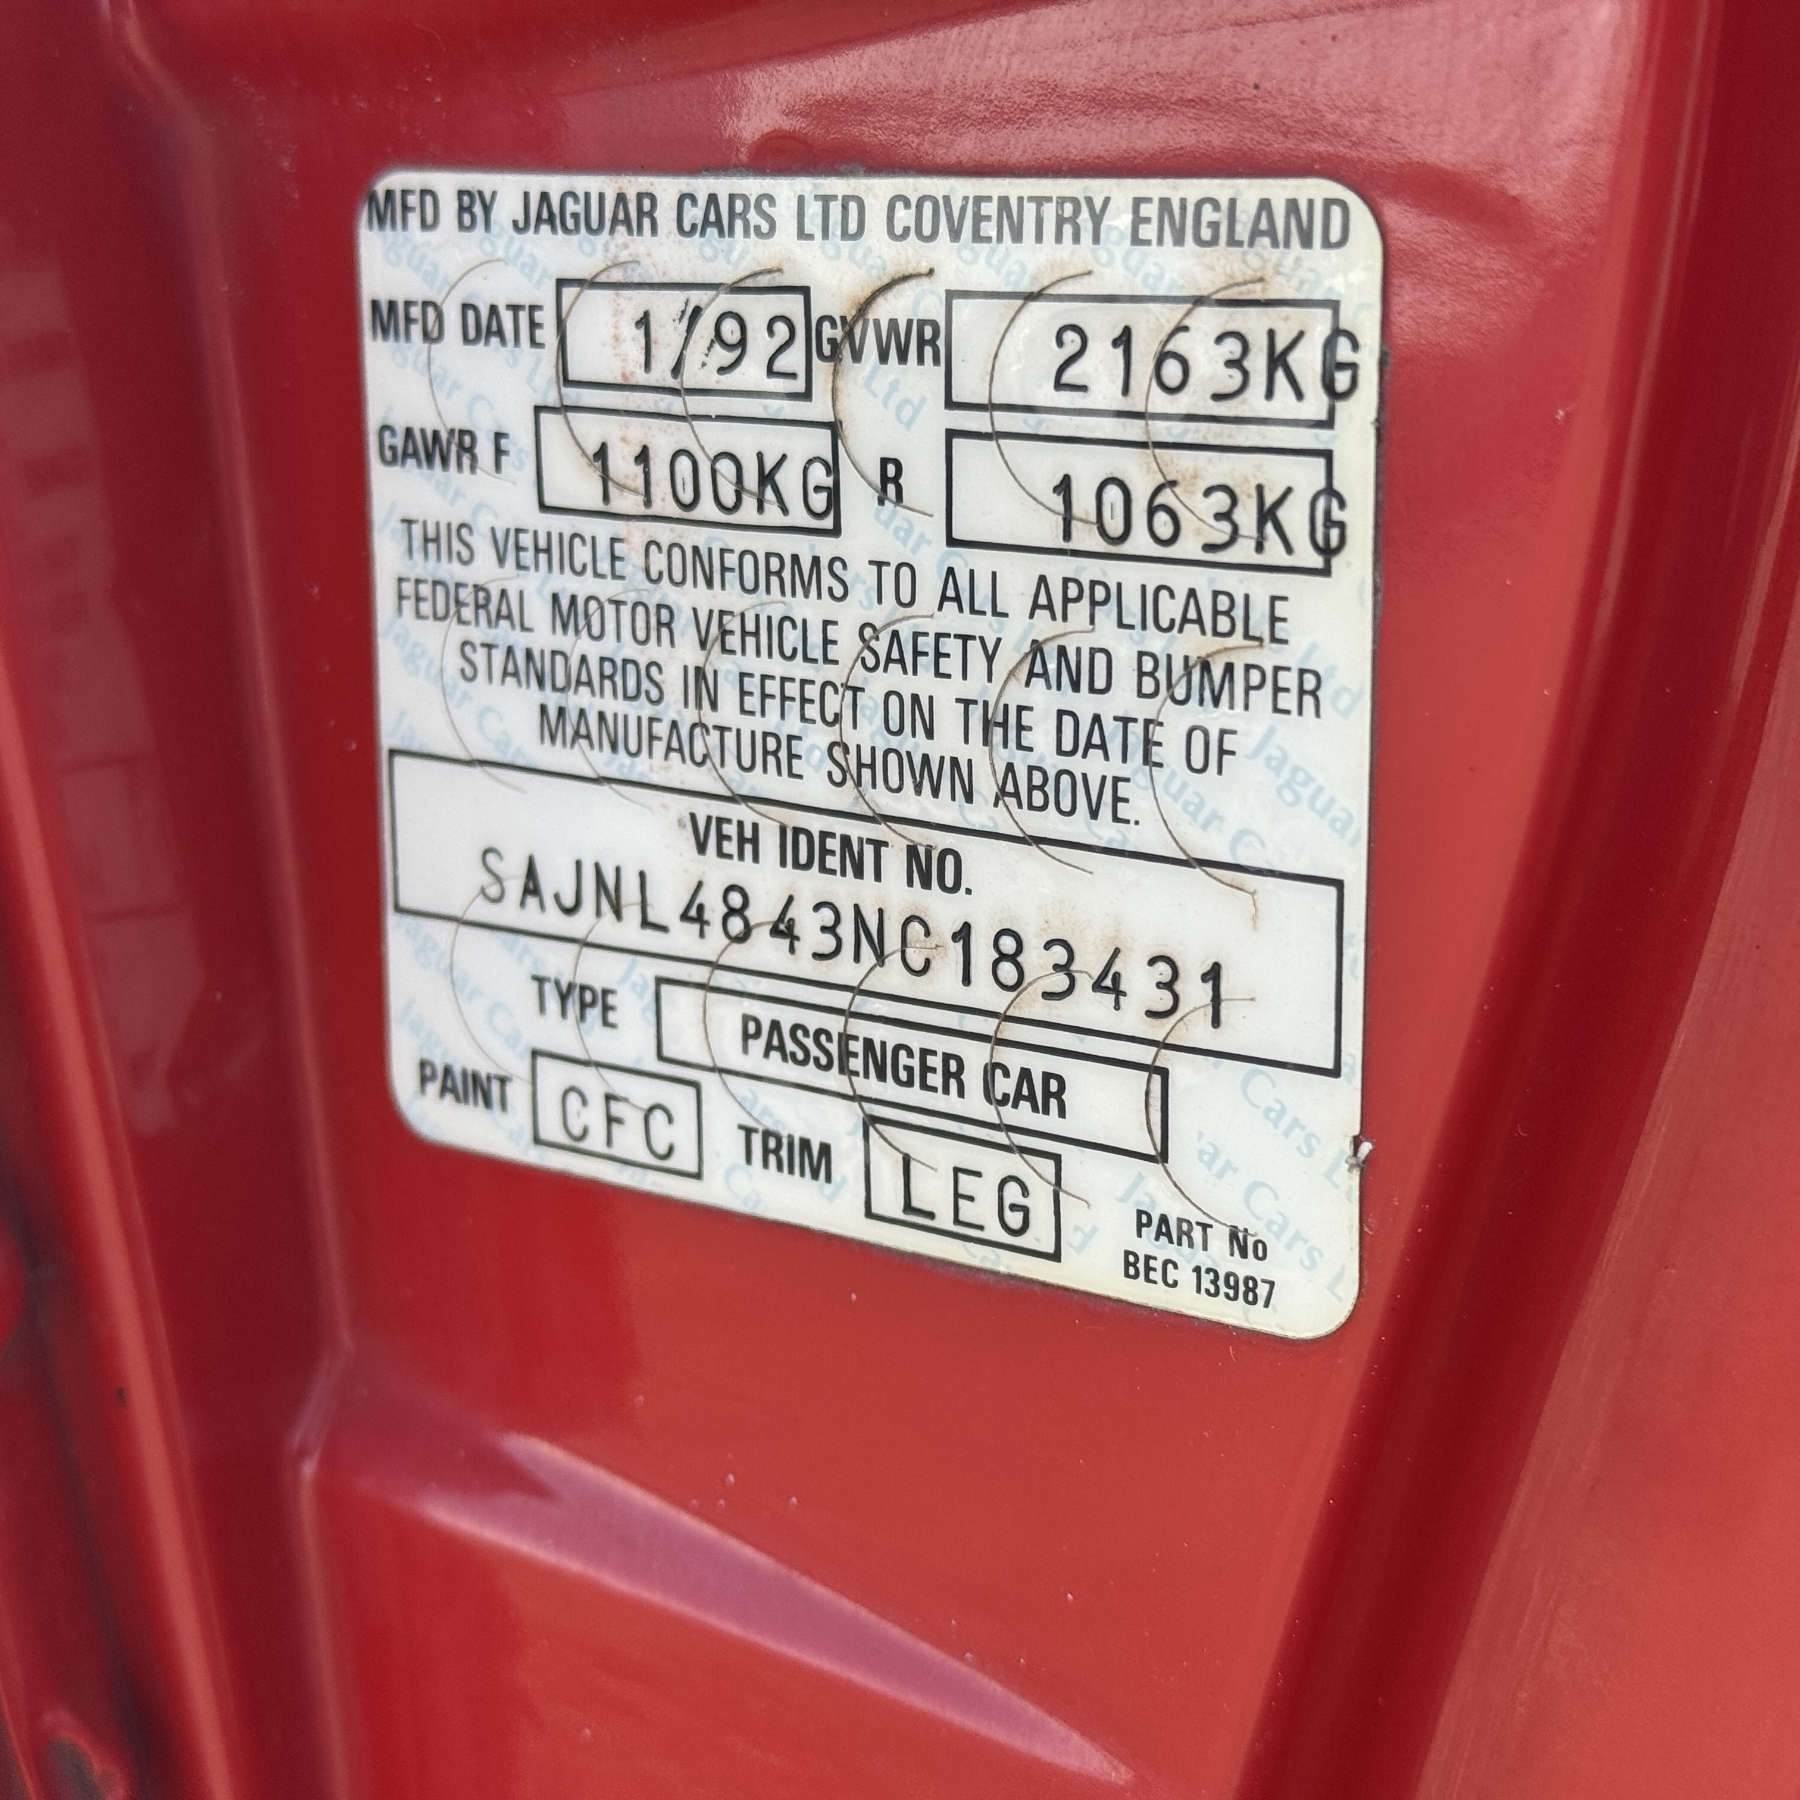 MFD BY JAGUAR CARS LTD COVENTRY ENGLAND
MFD DATE 1/92 GVWR 2163KG
GAWR F 1100KG R 1063KG
THIS VEHICLE CONFORMS TO ALL APPLICABLE
FEDERAL MOTOR VEHICLE SAFETY AND BUMPER
STANDARDS IN EFFECT ON THE DATE OF
MANUFACTURE SHOWN ABOVE.
VEH IDENT NO.
SAJNL4843NC183431
TYPE PASSENGER CAR
PAINT CFC TRIM LEG
PART No
BEC 13987